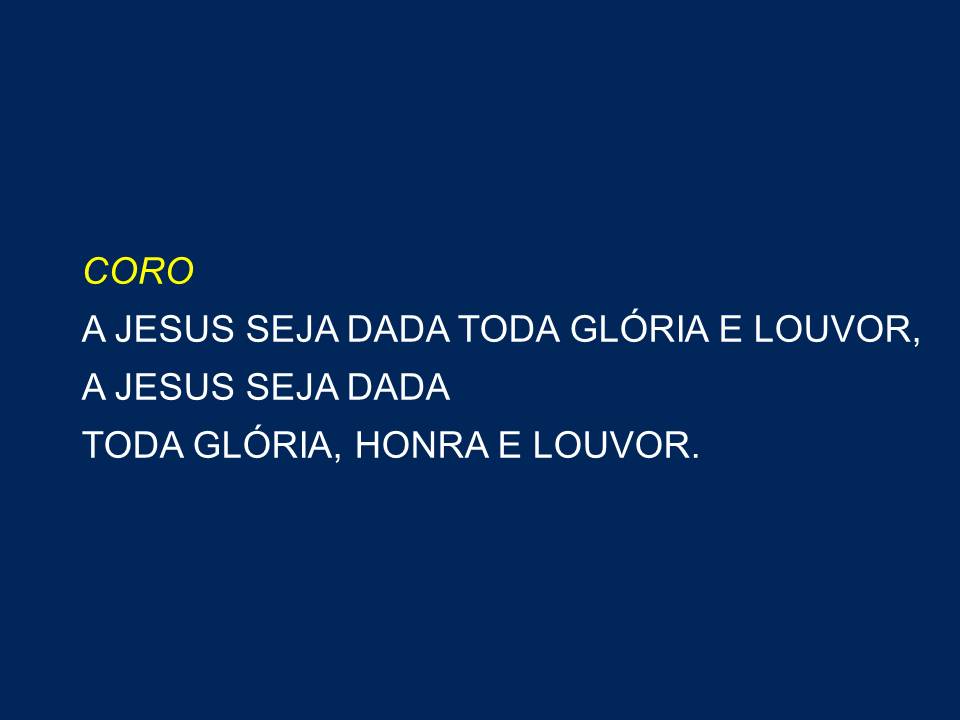 CORO
A JESUS SEJA DADA TODA GLÓRIA E LOUVOR,
A JESUS SEJA DADA
TODA GLÓRIA, HONRA E LOUVOR.